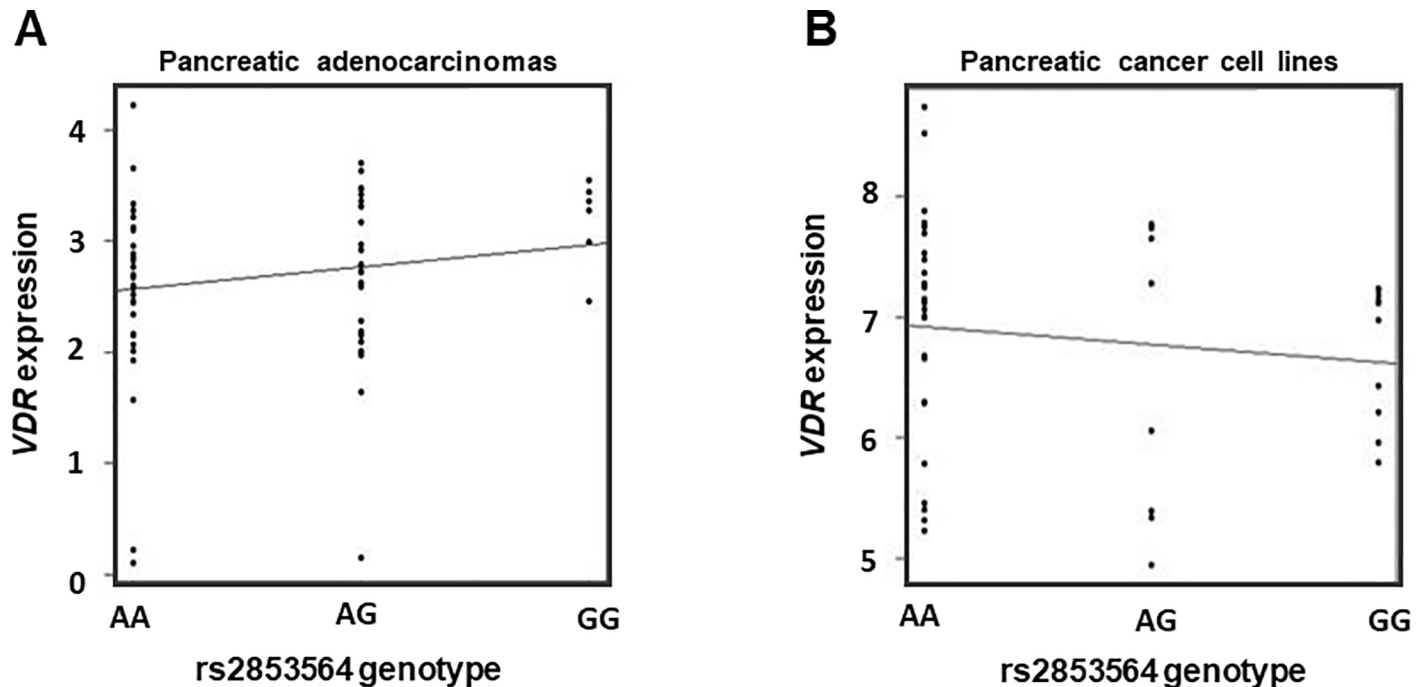 A
Pancreatic adenocarcinomas
VDR expression
4
3
2
1
0
AA AG GG
rs2853564 genotype
B
Pancreatic cancer cell lines
VDR expression
8
7
6
5
AA AG GG
rs2853564 genotype